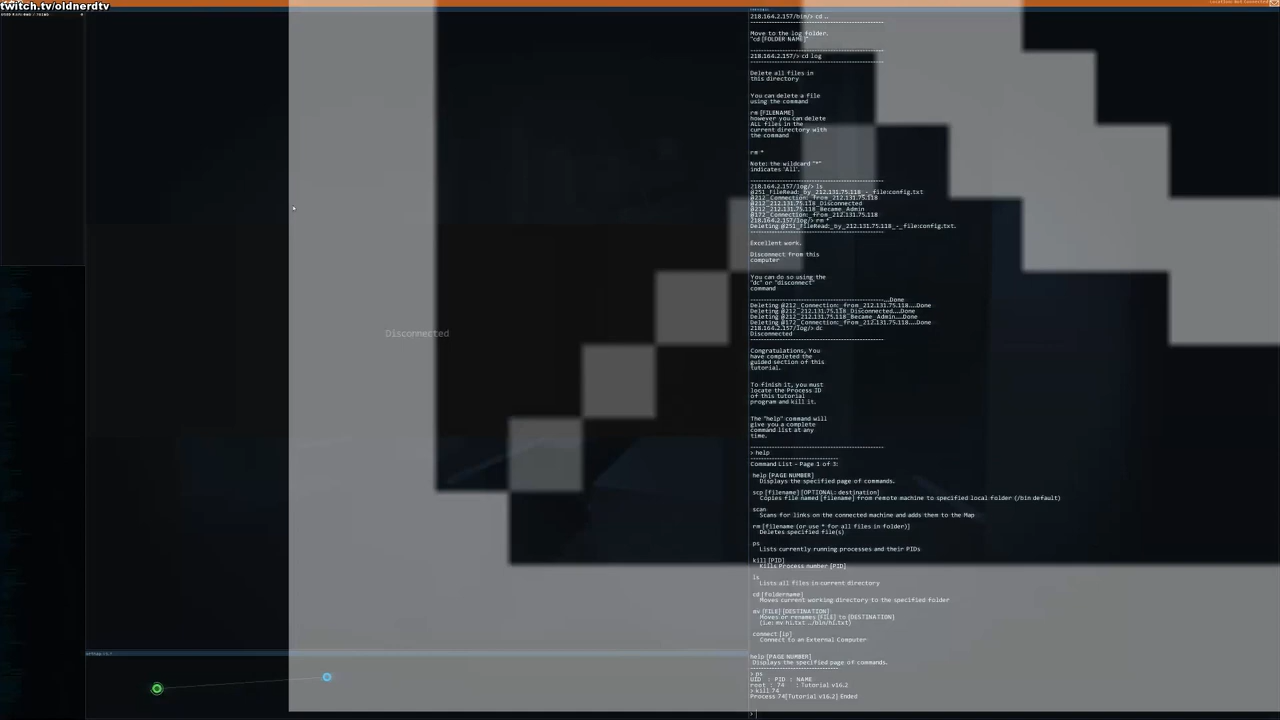 twitch.tv/oldnerdtv
Location: Not Connected
Disconnected
218.164.2.157/bin/> cd ..
Move to the log folder.
"cd [FOLDER NAME]"
218.164.2.157/> cd log
Delete all files in
this directory
You can delete a file
using the command
rm [FILENAME]
however you can delete
ALL files in the
current directory with
the command
rm *
Note: the wildcard "*"
indicates 'All'.
218.164.2.157/log/> ls
@251_FileRead:_by_212.131.75.118_-_file:config.txt
@212_Connection:_from_212.131.75.118
@212_212.131.75.118_Disconnected
@212_212.131.75.118_Became_Admin
@172_Connection:_from_212.131.75.118
218.164.2.157/log/> rm *
Deleting @251_FileRead:_by_212.131.75.118_-_file:config.txt.
Excellent work.
Disconnect from this
computer
You can do so using the
"dc" or "disconnect"
command
...Done
Deleting @212_Connection:_from_212.131.75.118....Done
Deleting @212_212.131.75.118_Disconnected....Done
Deleting @212_212.131.75.118_Became_Admin....Done
Deleting @172_Connection:_from_212.131.75.118....Done
218.164.2.157/log/> dc
Disconnected
Congratulations, You
have completed the
guided section of this
tutorial.
To finish it, you must
locate the Process ID
of this tutorial
program and kill it.
The "help" command will
give you a complete
command list at any
time.
> help
Command List - Page 1 of 3:
help [PAGE NUMBER]
Displays the specified page of commands.
scp [filename] [OPTIONAL: destination]
Copies file named [filename] from remote machine to specified local folder (/bin default)
scan
Scans for links on the connected machine and adds them to the Map
rm [filename (or use * for all files in folder)]
Deletes specified file(s)
ps
Lists currently running processes and their PIDs
kill [PID]
Kills Process number [PID]
ls
Lists all files in current directory
cd [foldername]
Moves current working directory to the specified folder
mv [FILE] [DESTINATION]
Moves or renames [FILE] to [DESTINATION]
(i.e: mv hi.txt ../bin/hi.txt)
connect [ip]
Connect to an External Computer
help [PAGE NUMBER]
Displays the specified page of commands.
> ps
UID : PID : NAME
root : 74 : Tutorial v16.2
> kill 74
Process 74[Tutorial v16.2] Ended
>